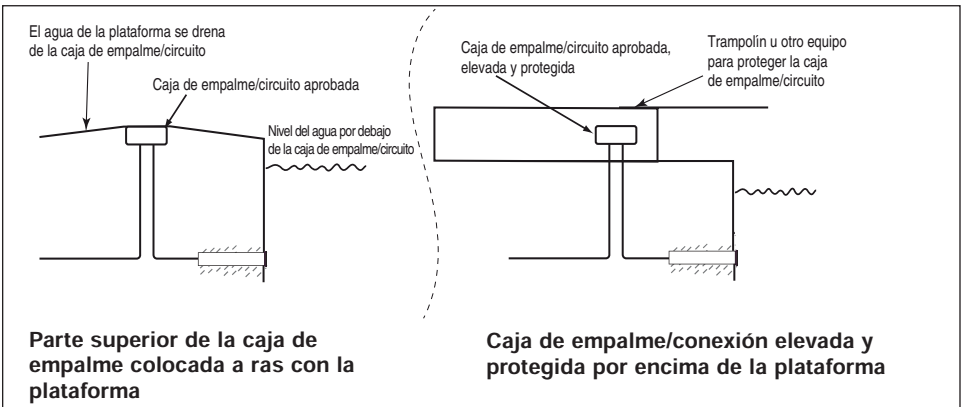 El agua de la plataforma se drena
de la caja de empalme/circuito
Caja de empalme/circuito aprobada
Nivel del agua por debajo
de la caja de empalme/circuito
Parte superior de la caja de
empalme colocada a ras con la
plataforma
Caja de empalme/circuito aprobada,
elevada y protegida
Trampolín u otro equipo
para proteger la caja
de empalme/circuito
Caja de empalme/conexión elevada y
protegida por encima de la plataforma